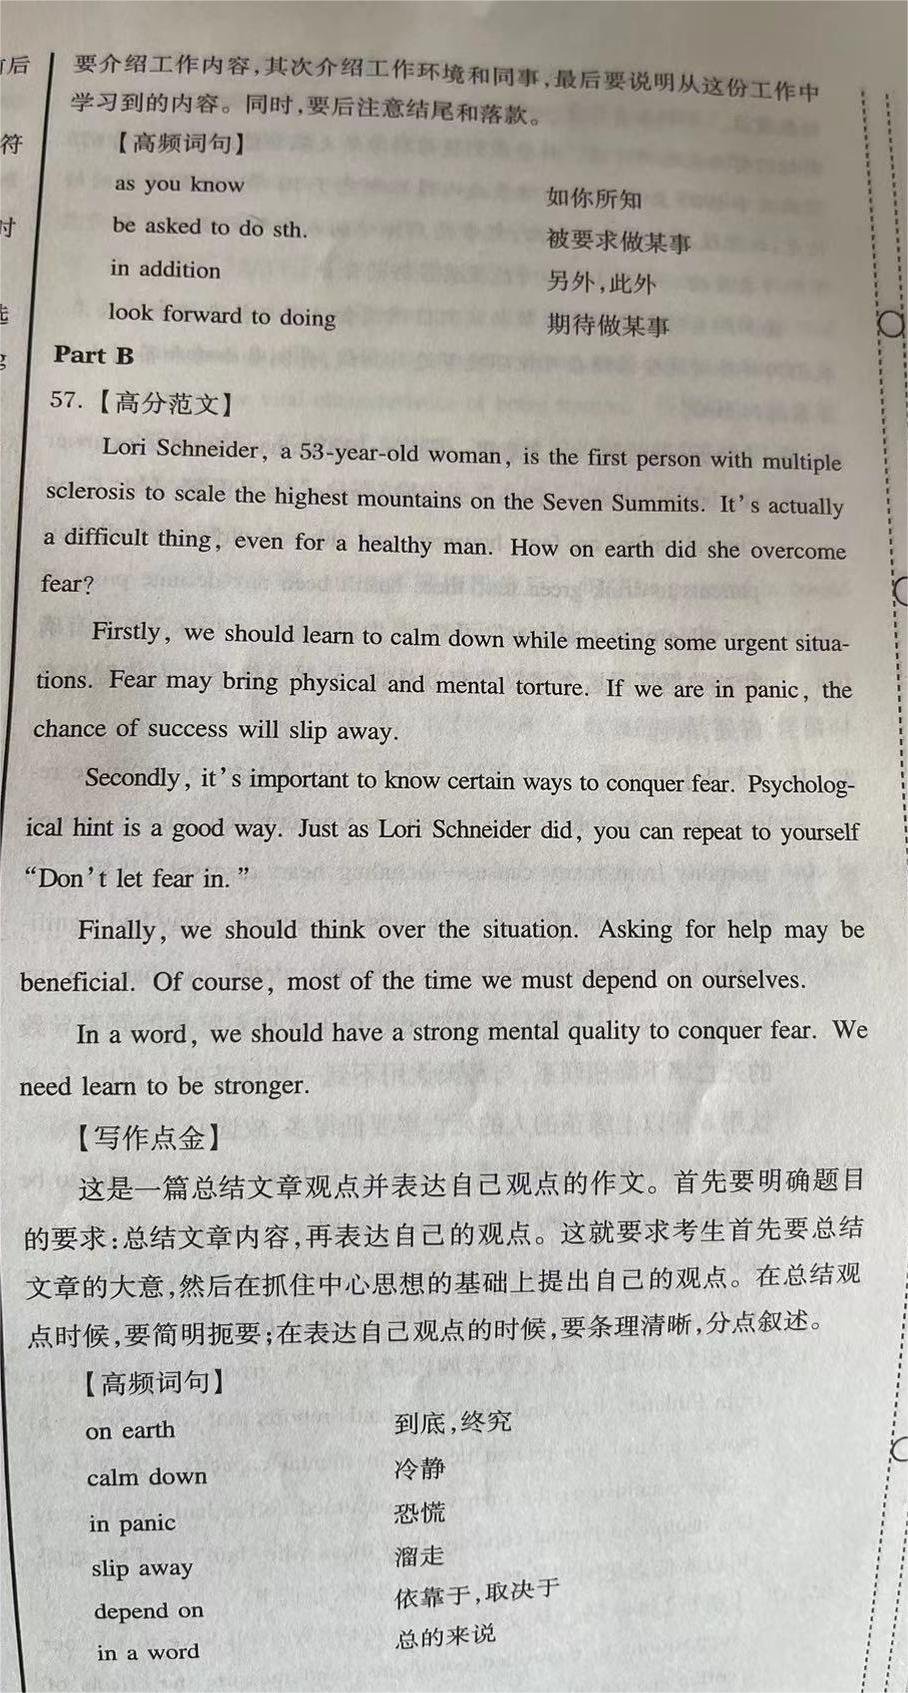 后
要介绍工作内容,其次介绍工作环境和同事,最后要说明从这份工作中
学习到的内容。同时,要后注意结尾和落款。
符
【高频词句】
as you know 如你所知
时
be asked to do sth. 被要求做某事
in addition 另外,此外
选
look forward to doing 期待做某事
g
Part B
57.【高分范文】
Lori Schneider, a 53-year-old woman, is the first person with multiple
sclerosis to scale the highest mountains on the Seven Summits. It's actually
a difficult thing, even for a healthy man. How on earth did she overcome
fear?
Firstly, we should learn to calm down while meeting some urgent situa-
tions. Fear may bring physical and mental torture. If we are in panic, the
chance of success will slip away.
Secondly, it's important to know certain ways to conquer fear. Psycholog-
ical hint is a good way. Just as Lori Schneider did, you can repeat to yourself
“Don't let fear in.”
Finally, we should think over the situation. Asking for help may be
beneficial. Of course, most of the time we must depend on ourselves.
In a word, we should have a strong mental quality to conquer fear. We
need learn to be stronger.
【写作点金】
这是一篇总结文章观点并表达自己观点的作文。首先要明确题目
的要求:总结文章内容,再表达自己的观点。这就要求考生首先要总结
文章的大意,然后在抓住中心思想的基础上提出自己的观点。在总结观
点时候,要简明扼要;在表达自己观点的时候,要条理清晰,分点叙述。
【高频词句】
on earth 到底,终究
calm down 冷静
in panic 恐慌
slip away 溜走
depend on 依靠于,取决于
in a word 总的来说